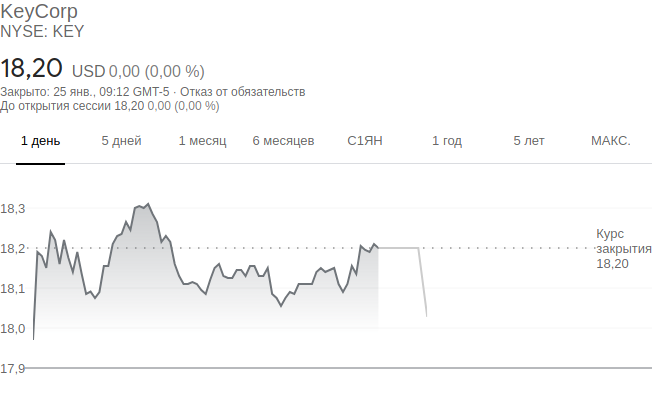 KeyCorp
NYSE: KEY
18,20 USD 0,00 (0,00 %)
Закрыто: 25 янв., 09:12 GMT-5 · Отказ от обязательств
До открытия сессии 18,20 0,00 (0,00 %)
1 день 5 дней 1 месяц 6 месяцев С1ЯН 1 год 5 лет МАКС.
18,3
18,2
18,1
18,0
17,9
Курс
закрытия
18,20